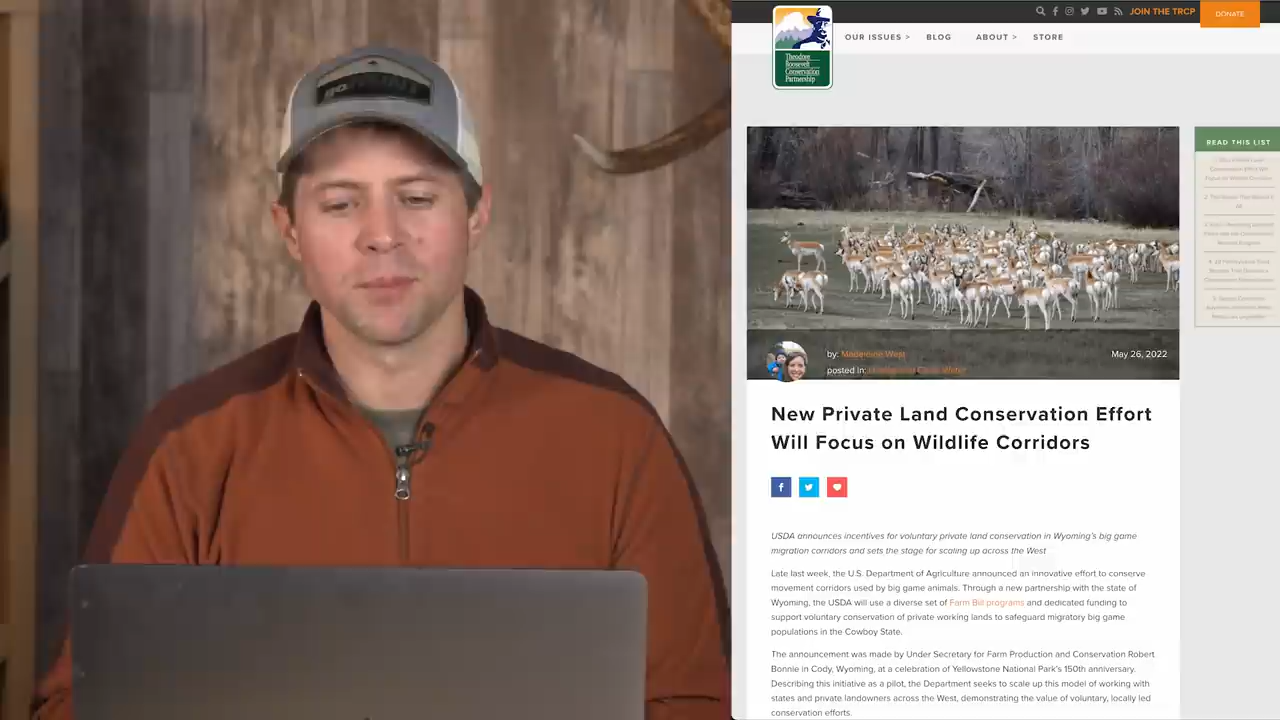 JOIN THE TRCP
DONATE
OUR ISSUES >
BLOG
ABOUT >
STORE
Theodore
Roosevelt
Conservation
Partnership
READ THIS LIST
by: Madeleine West
May 26, 2022
posted in:
New Private Land Conservation Effort
Will Focus on Wildlife Corridors
USDA announces incentives for voluntary private land conservation in Wyoming's big game
migration corridors and sets the stage for scaling up across the West
Late last week, the U.S. Department of Agriculture announced an innovative effort to conserve
movement corridors used by big game animals. Through a new partnership with the state of
Wyoming, the USDA will use a diverse set of Farm Bill programs and dedicated funding to
support voluntary conservation of private working lands to safeguard migratory big game
populations in the Cowboy State.
The announcement was made by Under Secretary for Farm Production and Conservation Robert
Bonnie in Cody, Wyoming, at a celebration of Yellowstone National Park's 150th anniversary.
Describing this initiative as a pilot, the Department seeks to scale up this model of working with
states and private landowners across the West, demonstrating the value of voluntary, locally led
conservation efforts.